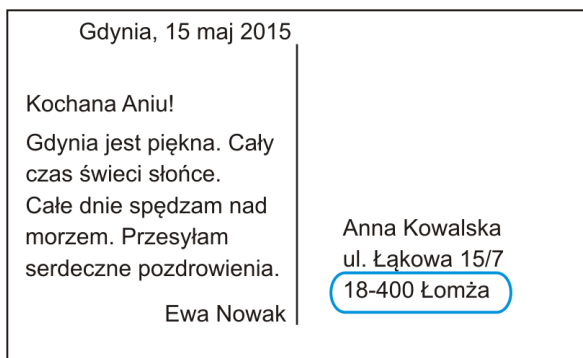 Gdynia, 15 maj 2015
Kochana Aniu!
Gdynia jest piękna. Cały
czas świeci słońce.
Całe dnie spędzam nad
morzem. Przesyłam
serdeczne pozdrowienia.
Ewa Nowak
Anna Kowalska
ul. Łąkowa 15/7
18-400 Łomża